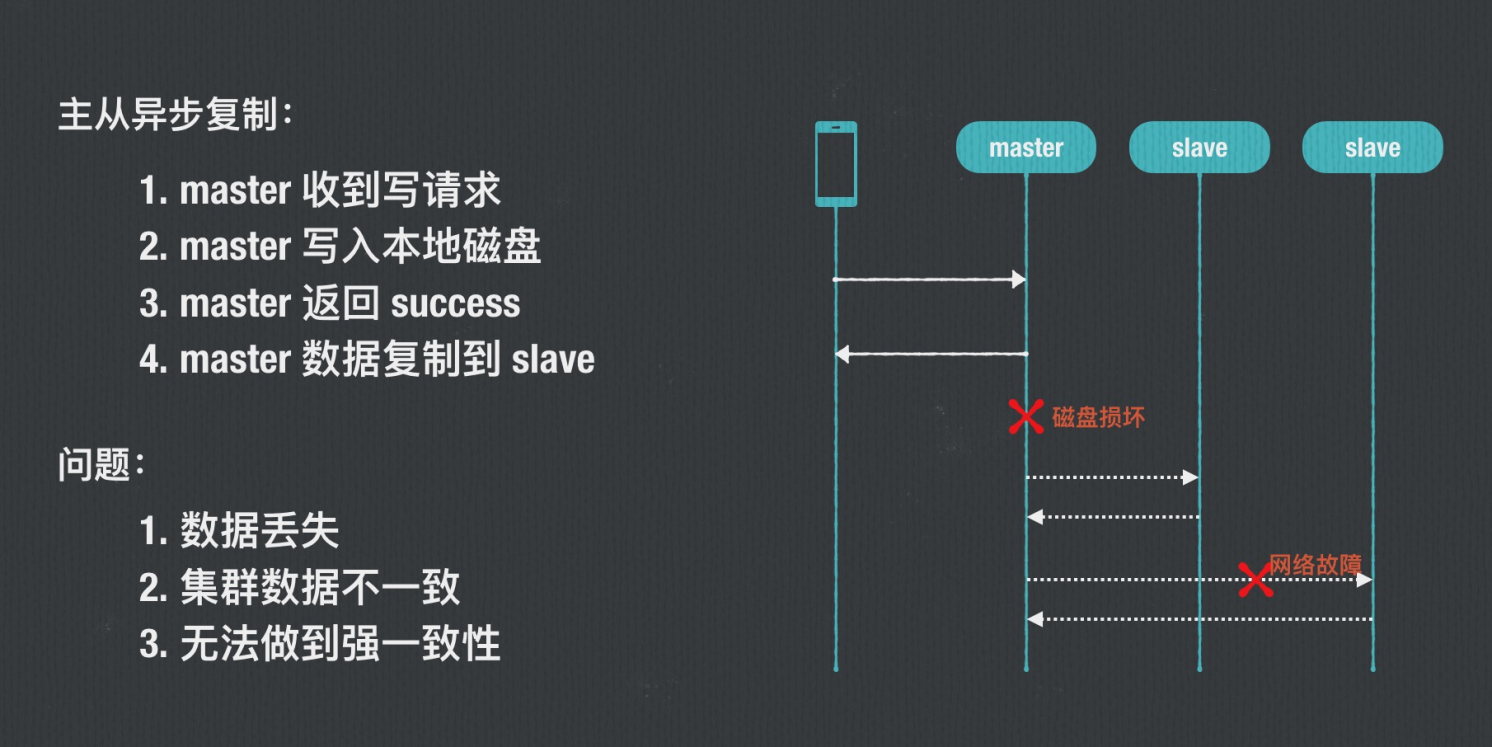 主从异步复制：
1. master 收到写请求
2. master 写入本地磁盘
3. master 返回 success
4. master 数据复制到 slave
问题：
1. 数据丢失
2. 集群数据不一致
3. 无法做到强一致性
master
slave
slave
磁盘损坏
网络故障